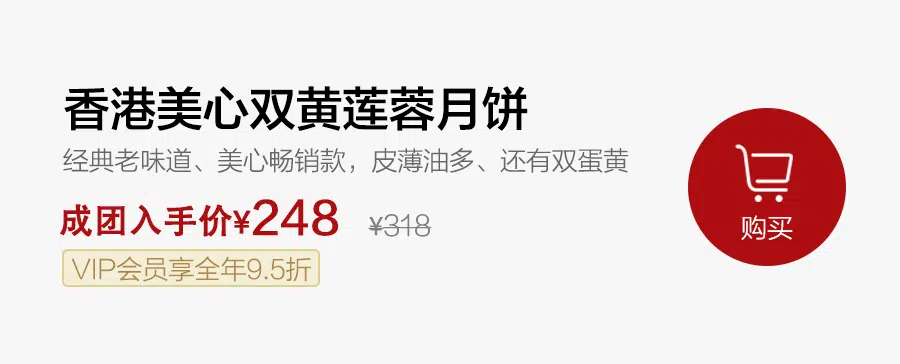 香港美心双黄莲蓉月饼
经典老味道、美心畅销款，皮薄油多、还有双蛋黄
成团入手价¥248 ¥318
VIP会员享全年9.5折
购买